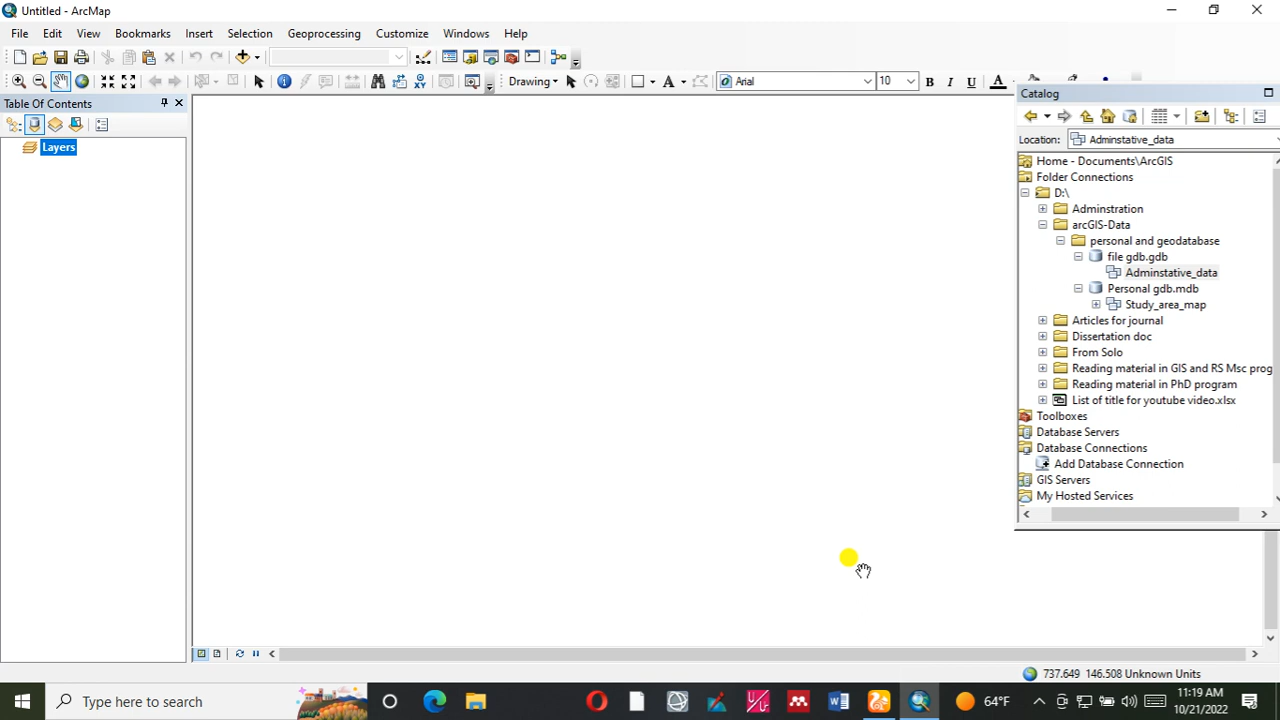 Untitled - ArcMap
File Edit View Bookmarks Insert Selection Geoprocessing Customize Windows Help
Drawing Arial 10 B I U A
Table Of Contents
Layers
Catalog
Location: Adminstative_data
Home - Documents\ArcGIS
Folder Connections
D:\
Adminstration
arcGIS-Data
personal and geodatabase
file gdb.gdb
Adminstative_data
Personal gdb.mdb
Study_area_map
Articles for journal
Dissertation doc
From Solo
Reading material in GIS and RS Msc prog
Reading material in PhD program
List of title for youtube video.xlsx
Toolboxes
Database Servers
Database Connections
Add Database Connection
GIS Servers
My Hosted Services
737.649 146.508 Unknown Units
Type here to search
64°F
11:19 AM
10/21/2022